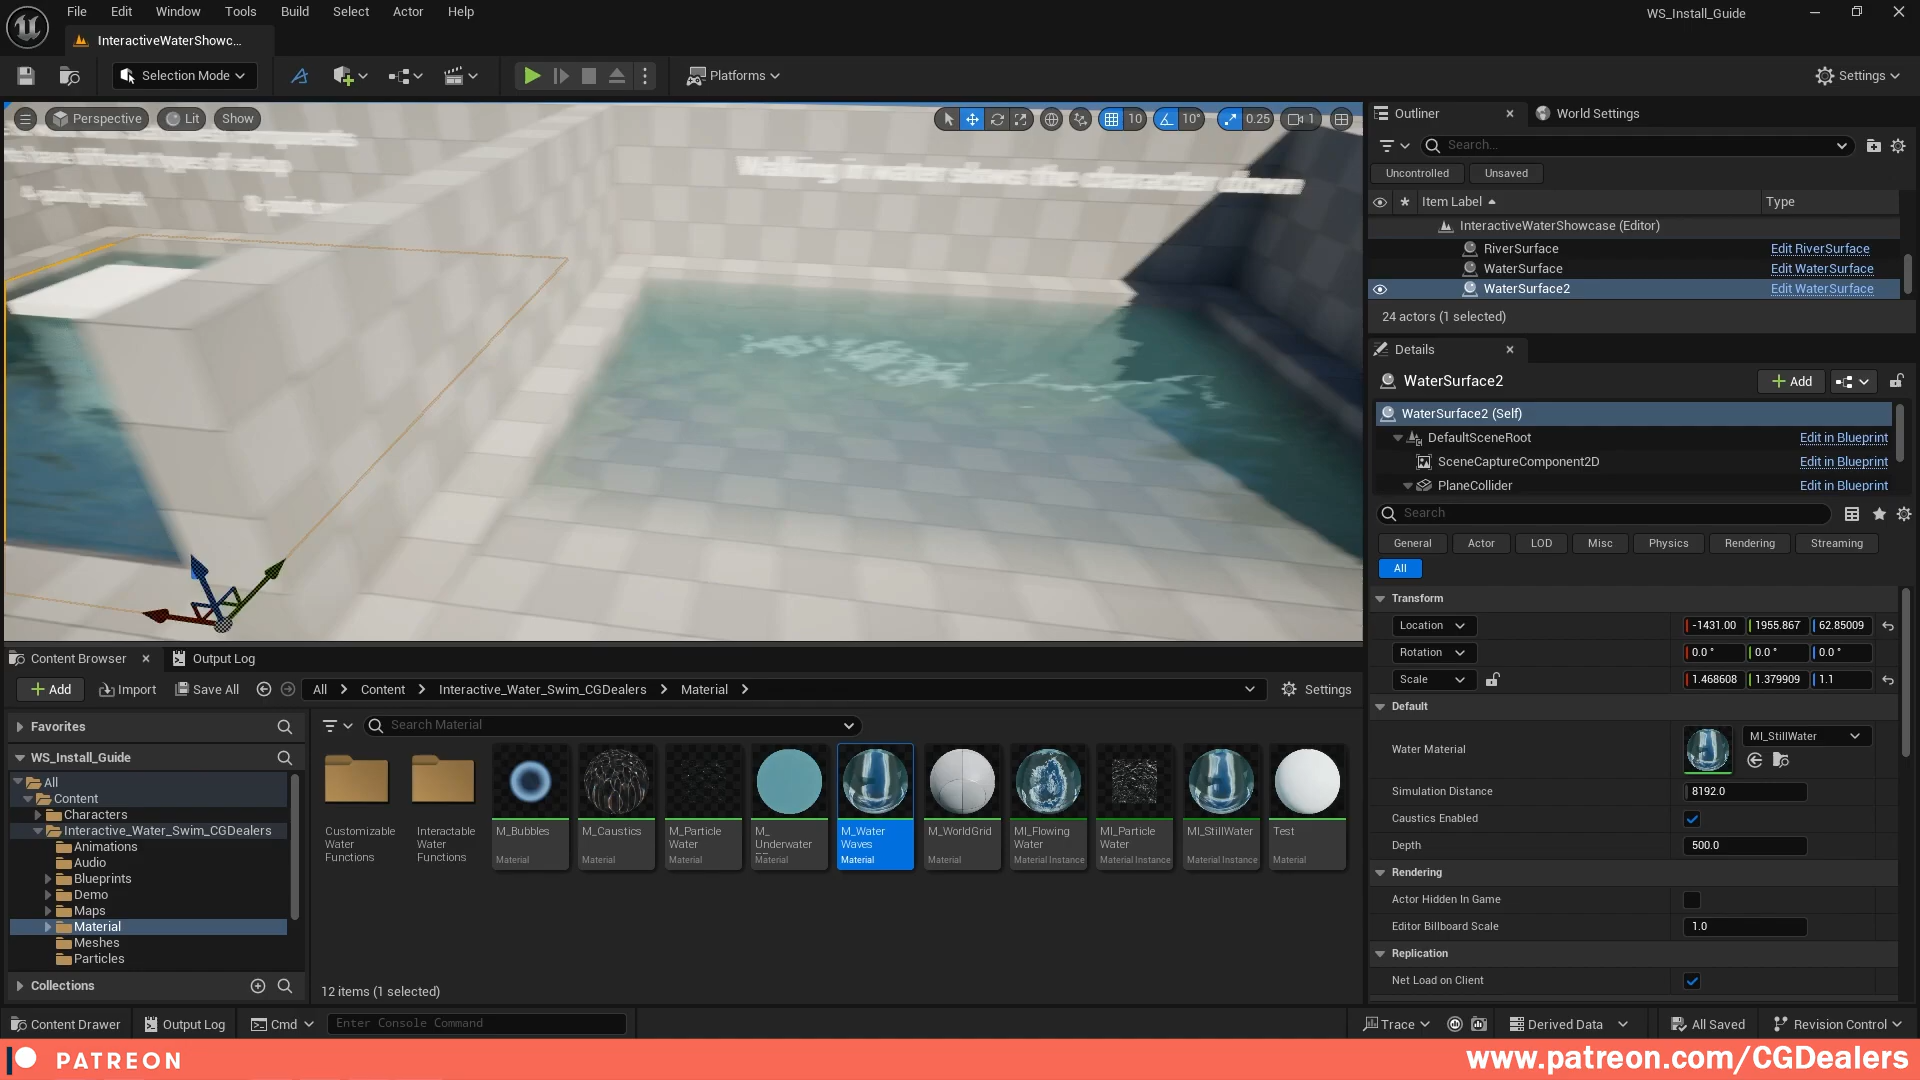 File Edit Window Tools Build Select Actor Help
WS_Install_Guide
InteractiveWaterShowc...
Selection Mode
Platforms
Settings
Perspective Lit Show
10 10° 0.25 1
Walking in water slows the character down
Outliner World Settings
Search...
Uncontrolled Unsaved
Item Label Type
InteractiveWaterShowcase (Editor)
RiverSurface Edit RiverSurface
WaterSurface Edit WaterSurface
WaterSurface2 Edit WaterSurface
24 actors (1 selected)
Details
WaterSurface2
Add
WaterSurface2 (Self)
DefaultSceneRoot Edit in Blueprint
SceneCaptureComponent2D Edit in Blueprint
PlaneCollider Edit in Blueprint
Search
General Actor LOD Misc Physics Rendering Streaming
All
Transform
Location -1431.00 1955.867 62.85009
Rotation 0.0 ° 0.0 ° 0.0 °
Scale 1.468608 1.379909 1.1
Default
Water Material MI_StillWater
Simulation Distance 8192.0
Caustics Enabled
Depth 500.0
Rendering
Actor Hidden In Game
Editor Billboard Scale 1.0
Replication
Net Load on Client
Content Browser Output Log
Add Import Save All All Content Interactive_Water_Swim_CGDealers Material Settings
Favorites
WS_Install_Guide
All
Content
Characters
Interactive_Water_Swim_CGDealers
Animations
Audio
Blueprints
Demo
Maps
Material
Meshes
Particles
Collections
Search Material
Customizable Water Functions
Interactable Water Functions
M_Bubbles Material
M_Caustics Material
M_Particle Water Material
M_ Underwater Material
M_Water Waves Material
M_WorldGrid Material
MI_Flowing Water Material Instance
MI_Particle Water Material Instance
MI_StillWater Material Instance
Test Material
12 items (1 selected)
Content Drawer Output Log Cmd Enter Console Command
Trace Derived Data All Saved Revision Control
PATREON
www.patreon.com/CGDealers